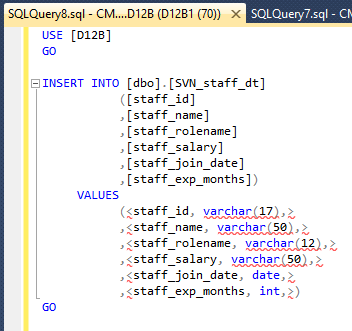 SQLQuery8.sql - CM....D12B (D12B1 (70)) SQLQuery7.sql - CM
USE [D12B]
GO
INSERT INTO [dbo].[SVN_staff_dt]
([staff_id]
,[staff_name]
,[staff_rolename]
,[staff_salary]
,[staff_join_date]
,[staff_exp_months])
VALUES
(<staff_id, varchar(17),>
,<staff_name, varchar(50),>
,<staff_rolename, varchar(12),>
,<staff_salary, varchar(50),>
,<staff_join_date, date,>
,<staff_exp_months, int,>)
GO